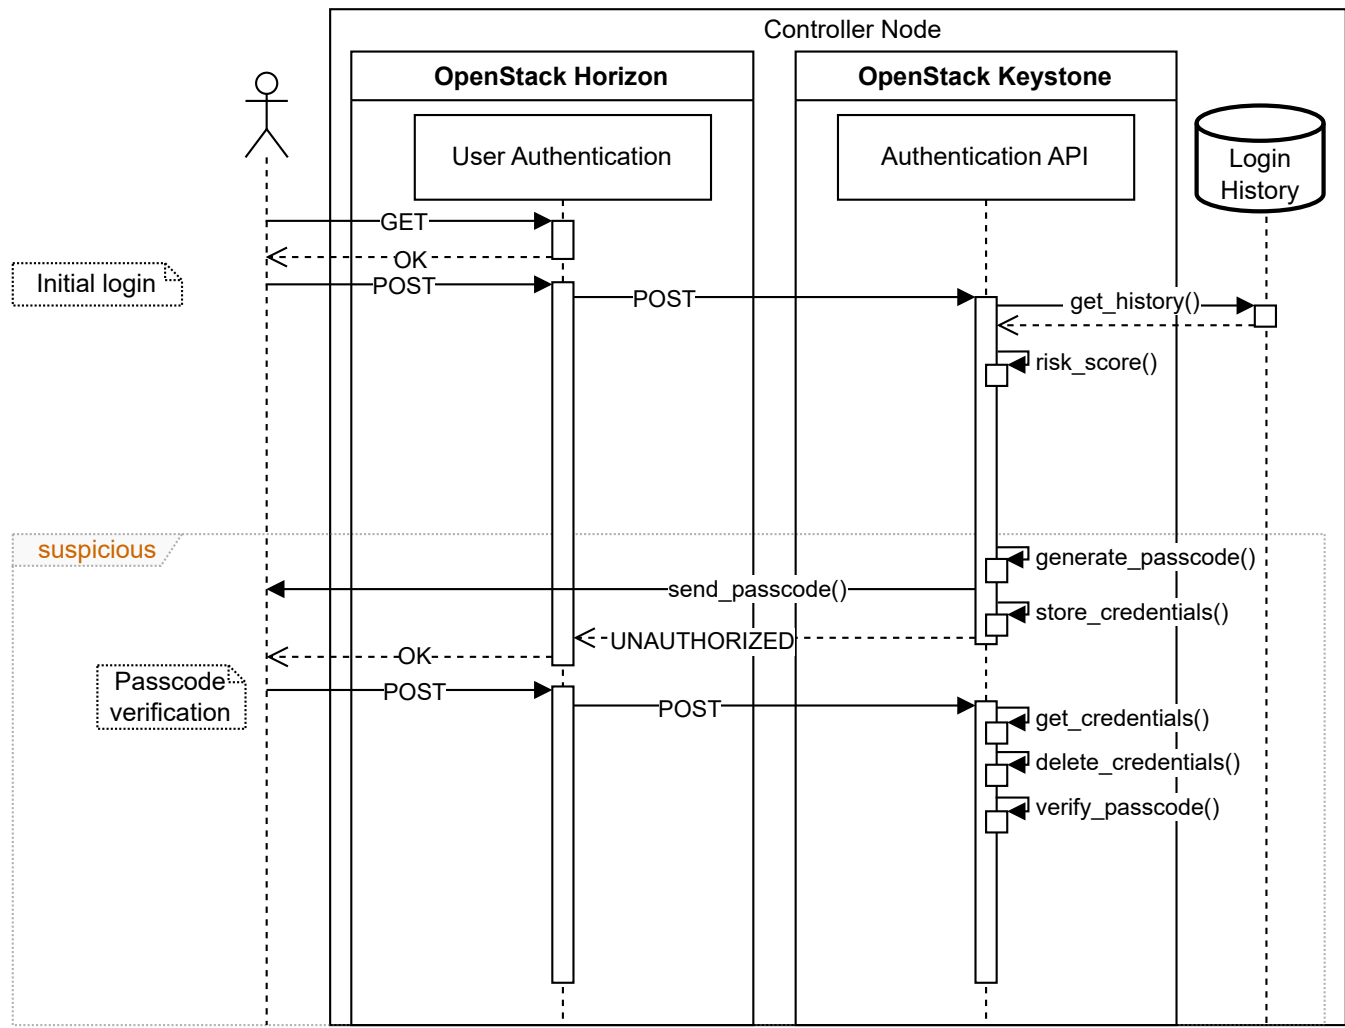 Controller Node
OpenStack Horizon
OpenStack Keystone
User Authentication
Authentication API
Login
History
GET
OK
Initial login
POST
POST
get_history()
risk_score()
suspicious
generate_passcode()
send_passcode()
store_credentials()
UNAUTHORIZED
OK
Passcode
verification
POST
POST
get_credentials()
delete_credentials()
verify_passcode()